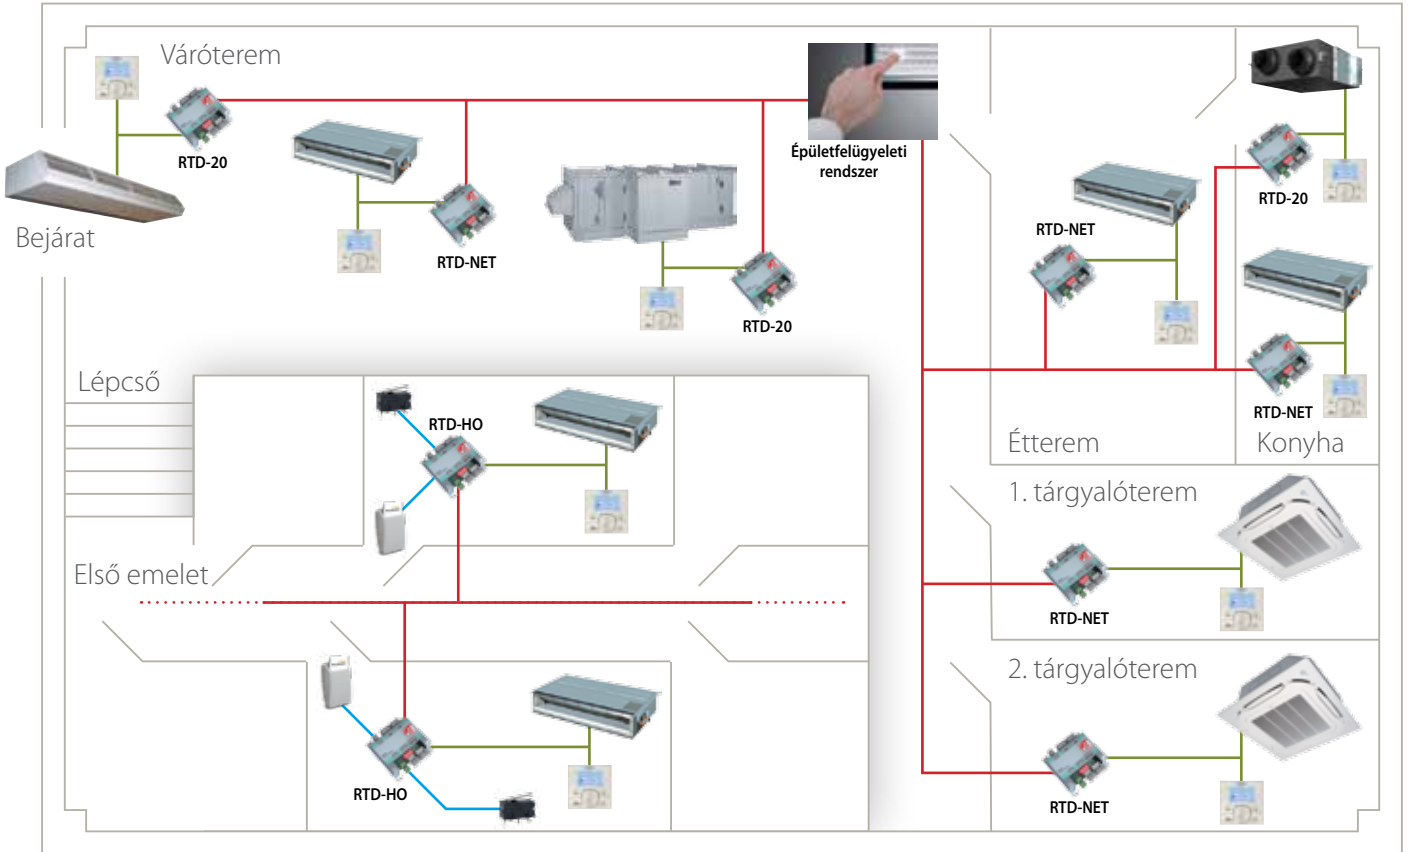 Váróterem
RTD-20
Bejárat
RTD-NET
RTD-20
Épületfelügyeleti
rendszer
RTD-NET
RTD-20
RTD-NET
Étterem
Konyha
Lépcső
RTD-HO
Első emelet
RTD-HO
1. tárgyalóterem
RTD-NET
2. tárgyalóterem
RTD-NET